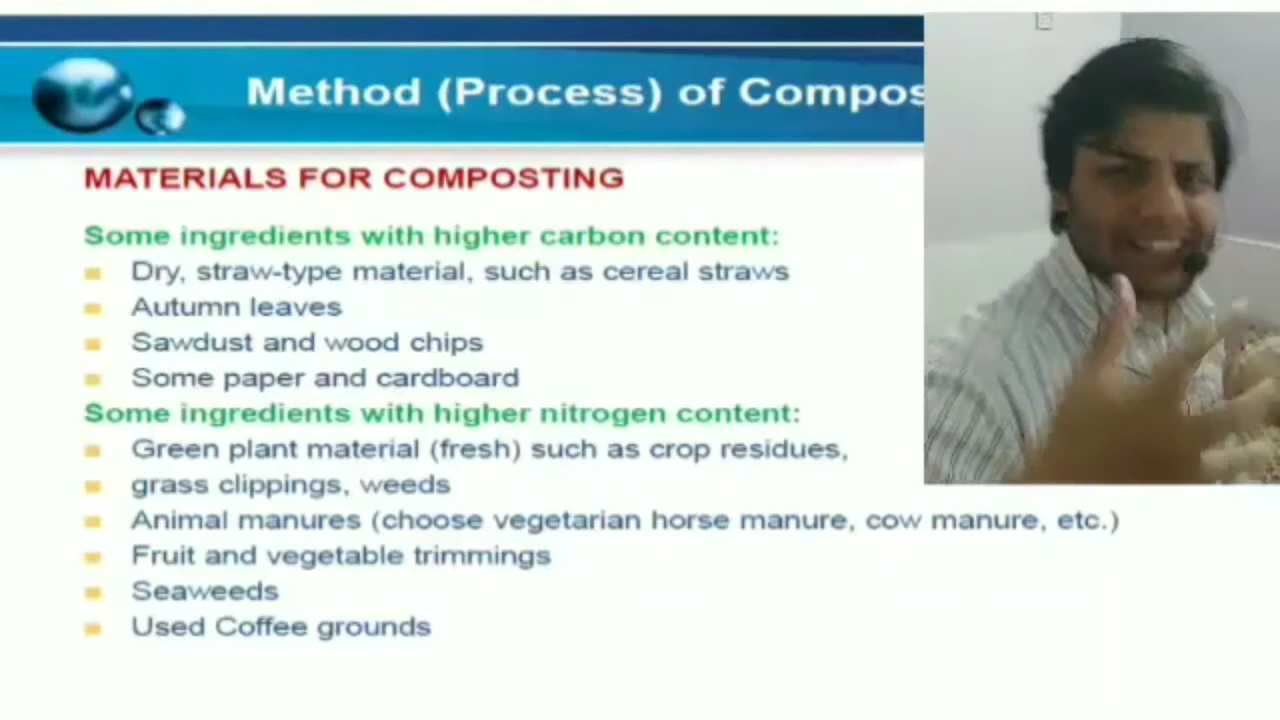 Method (Process) of Compos
MATERIALS FOR COMPOSTING
Some ingredients with higher carbon content:
Dry, straw-type material, such as cereal straws
Autumn leaves
Sawdust and wood chips
Some paper and cardboard
Some ingredients with higher nitrogen content:
Green plant material (fresh) such as crop residues,
grass clippings, weeds
Animal manures (choose vegetarian horse manure, cow manure, etc.)
Fruit and vegetable trimmings
Seaweeds
Used Coffee grounds